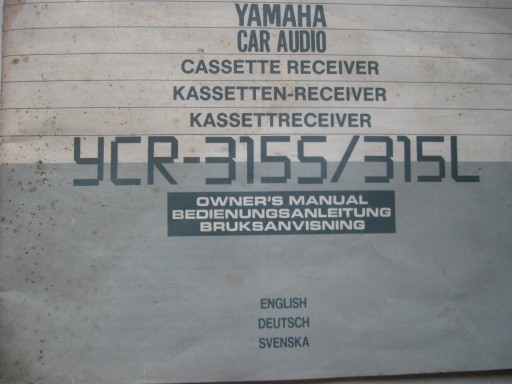 YAMAHA
CAR AUDIO
CASSETTE RECEIVER
KASSETTEN-RECEIVER
KASSETTRECEIVER
YCR-315S/315L
OWNER'S MANUAL
BEDIENUNGSANLEITUNG
BRUKSANVISNING
ENGLISH
DEUTSCH
SVENSKA